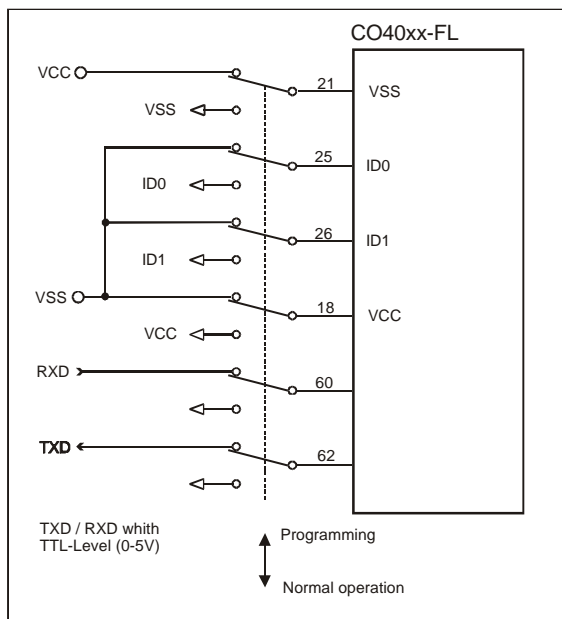 CO40xx-FL
VCC
21
VSS
VSS
25
ID0
ID0
26
ID1
ID1
VSS
18
VCC
VCC
RXD
60
TXD
62
TXD / RXD whith
TTL-Level (0-5V)
Programming
Normal operation